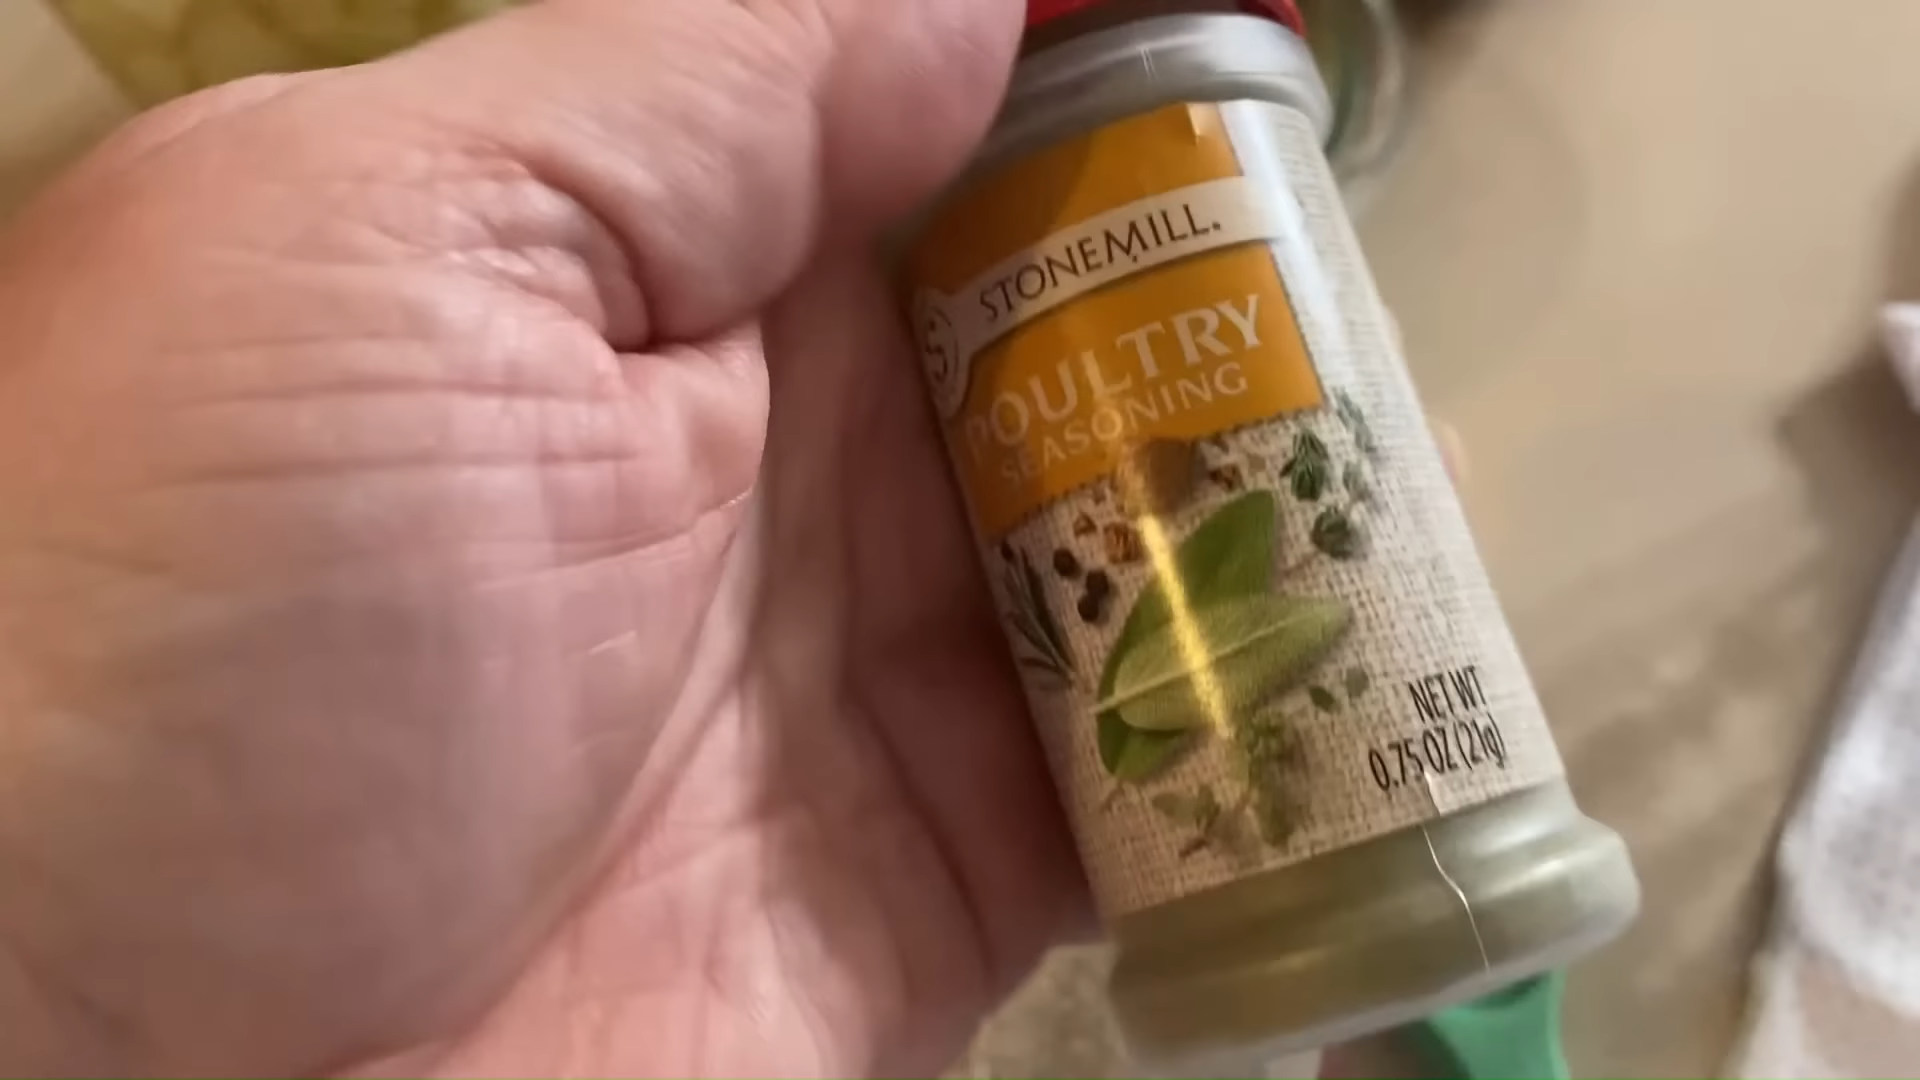 STONEMILL.
S
POULTRY
SEASONING
NET WT
0.75 OZ (21g)